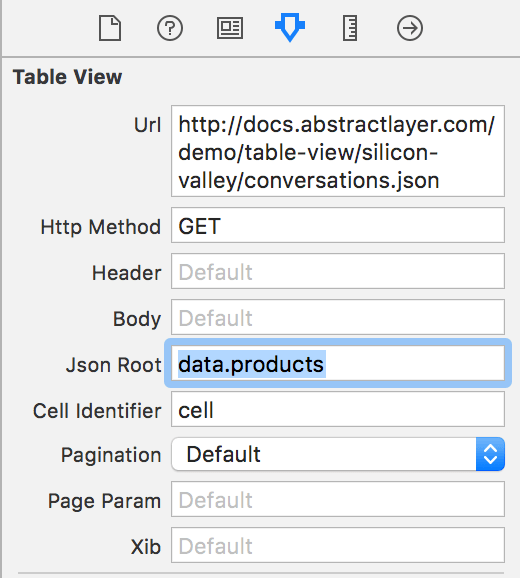 ?
Table View
Url http://docs.abstractlayer.com/
demo/table-view/silicon-
valley/conversations.json
Http Method GET
Header Default
Body Default
Json Root data.products
Cell Identifier cell
Pagination Default
Page Param Default
Xib Default